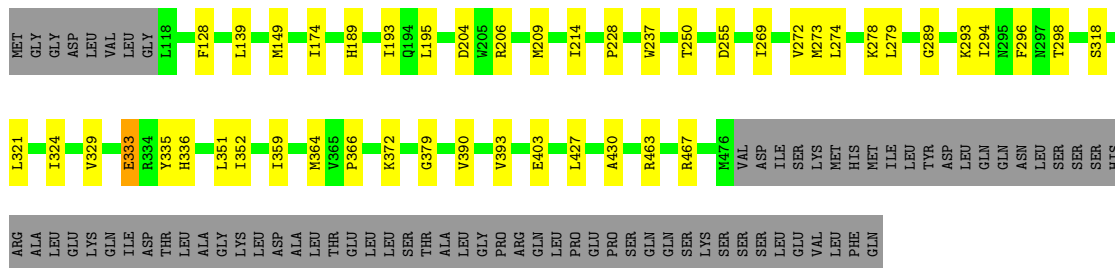 MET GLY GLY ASP LEU VAL LEU GLY L118 F128 L139 M149 I174 H189 I193 Q194 L195 D204 W205 R206 M209 I214 P228 W237 T250 D255 I269 V272 M273 L274 K278 L279 G289 K293 I294 N295 F296 N297 T298 S318
L321 I324 V329 E333 R334 Y335 H336 L351 I352 I359 M364 V365 P366 K372 G379 V390 V393 E403 L427 A430 R463 R467 M476 VAL ASP ILE SER LYS MET HIS MET ILE LEU TYR ASP LEU GLN GLN ASN LEU SER SER SER HIS
ARG ALA LEU GLU LYS GLN ILE ASP THR LEU ALA GLY LYS LEU ASP ALA LEU THR GLU LEU LEU SER THR ALA LEU GLY PRO ARG GLN LEU PRO GLU PRO SER GLN GLN SER LYS SER SER SER LEU GLU VAL LEU PHE GLN